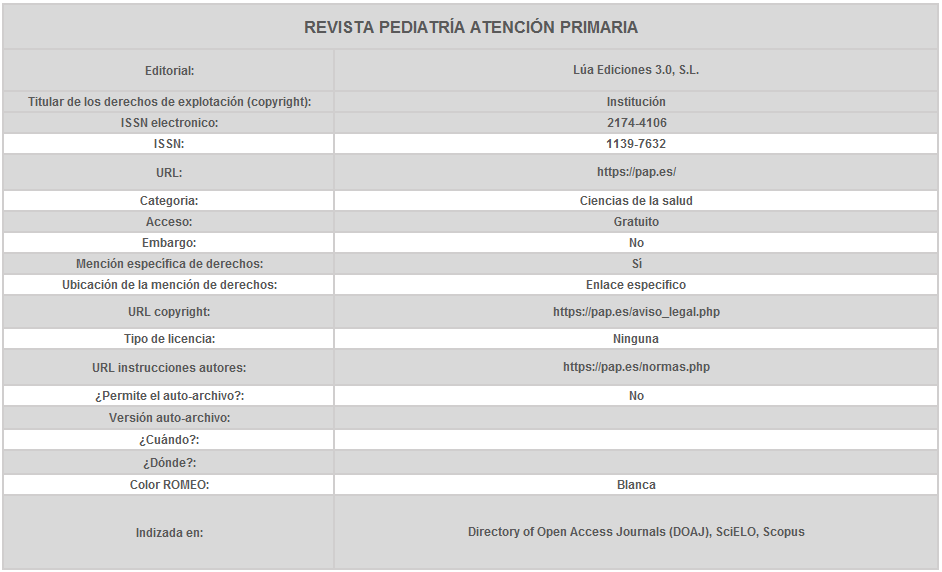 REVISTA PEDIATRÍA ATENCIÓN PRIMARIA
Editorial: Lúa Ediciones 3.0, S.L.
Titular de los derechos de explotación (copyright): Institución
ISSN electronico: 2174-4106
ISSN: 1139-7632
URL: https://pap.es/
Categoria: Ciencias de la salud
Acceso: Gratuito
Embargo: No
Mención específica de derechos: Sí
Ubicación de la mención de derechos: Enlace especifico
URL copyright: https://pap.es/aviso_legal.php
Tipo de licencia: Ninguna
URL instrucciones autores: https://pap.es/normas.php
¿Permite el auto-archivo?: No
Versión auto-archivo:
¿Cuándo?:
¿Dónde?:
Color ROMEO: Blanca
Indizada en: Directory of Open Access Journals (DOAJ), SciELO, Scopus